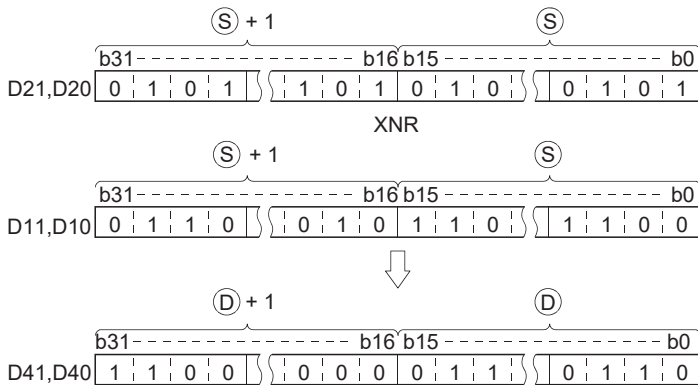 S + 1 S
b31 b16 b15 b0
D21,D20 0 1 0 1 1 0 1 0 1 0 0 1 0 1
XNR
S + 1 S
b31 b16 b15 b0
D11,D10 0 1 1 0 0 1 0 1 1 0 1 1 0 0
D + 1 D
b31 b16 b15 b0
D41,D40 1 1 0 0 0 0 0 0 1 1 0 1 1 0